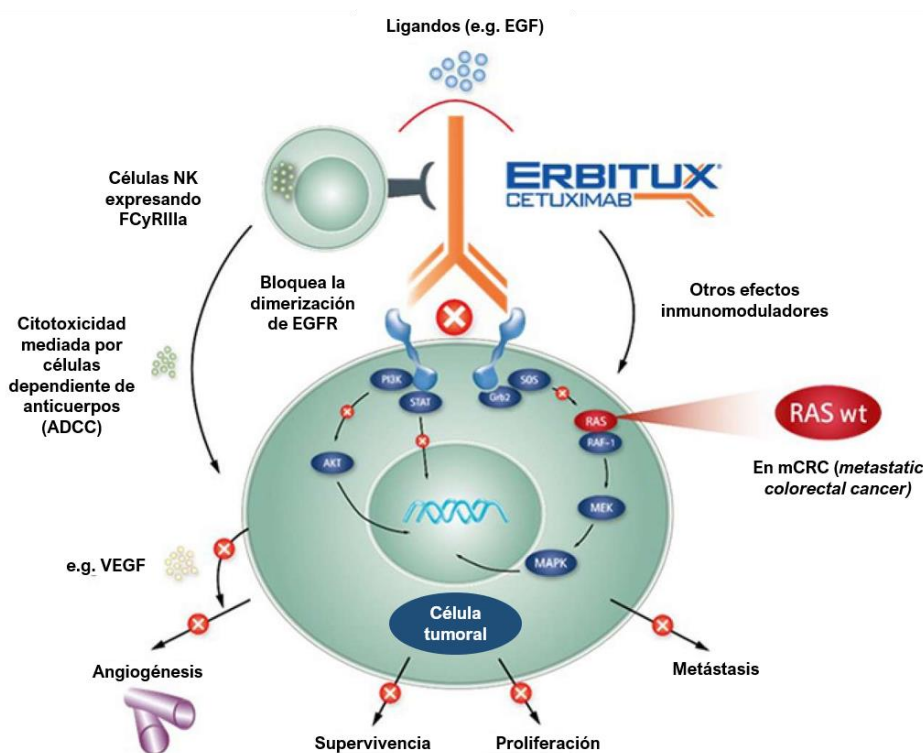 Ligandos (e.g. EGF)
Células NK
expresando
FCyRIIIa
ERBITUX®
CETUXIMAB
Bloquea la
dimerización
de EGFR
Otros efectos
inmunomoduladores
Citotoxicidad
mediada por
células
dependiente de
anticuerpos
(ADCC)
PI3K
STAT
Grb2
SOS
RAS
RAF-1
RAS wt
En mCRC (metastatic
colorectal cancer)
AKT
MEK
MAPK
e.g. VEGF
Célula
tumoral
Angiogénesis
Metástasis
Supervivencia
Proliferación